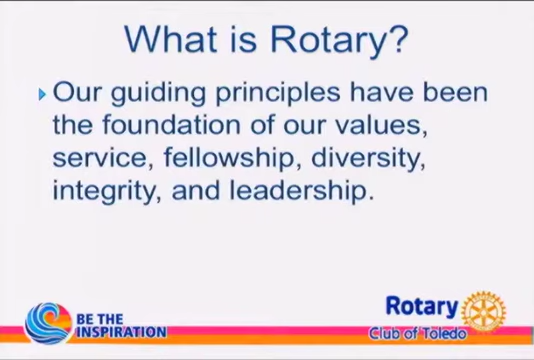 What is Rotary?
Our guiding principles have been
the foundation of our values,
service, fellowship, diversity,
integrity, and leadership.
BE THE
INSPIRATION
Rotary
Club of Toledo